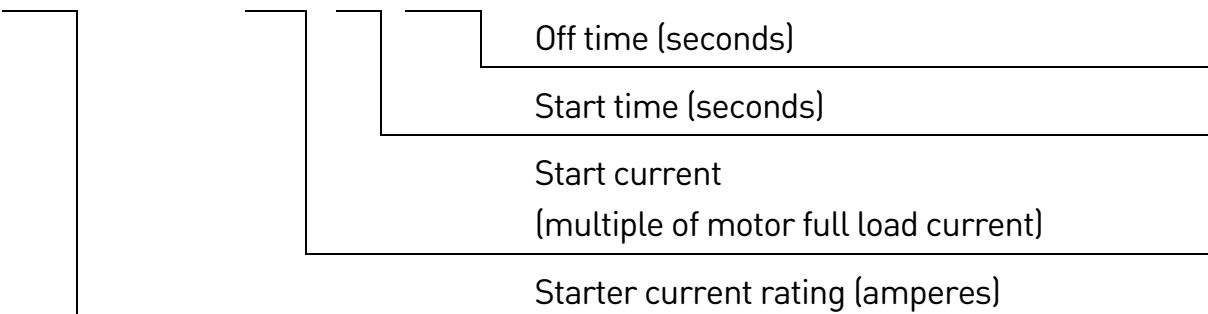 Off time (seconds)
Start time (seconds)
Start current
(multiple of motor full load current)
Starter current rating (amperes)